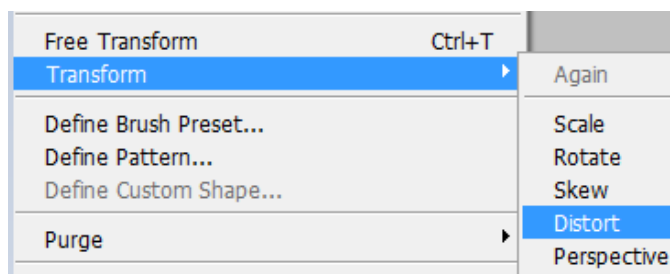 Free Transform Ctrl+T
Transform
Define Brush Preset...
Define Pattern...
Define Custom Shape...
Purge
Again
Scale
Rotate
Skew
Distort
Perspective